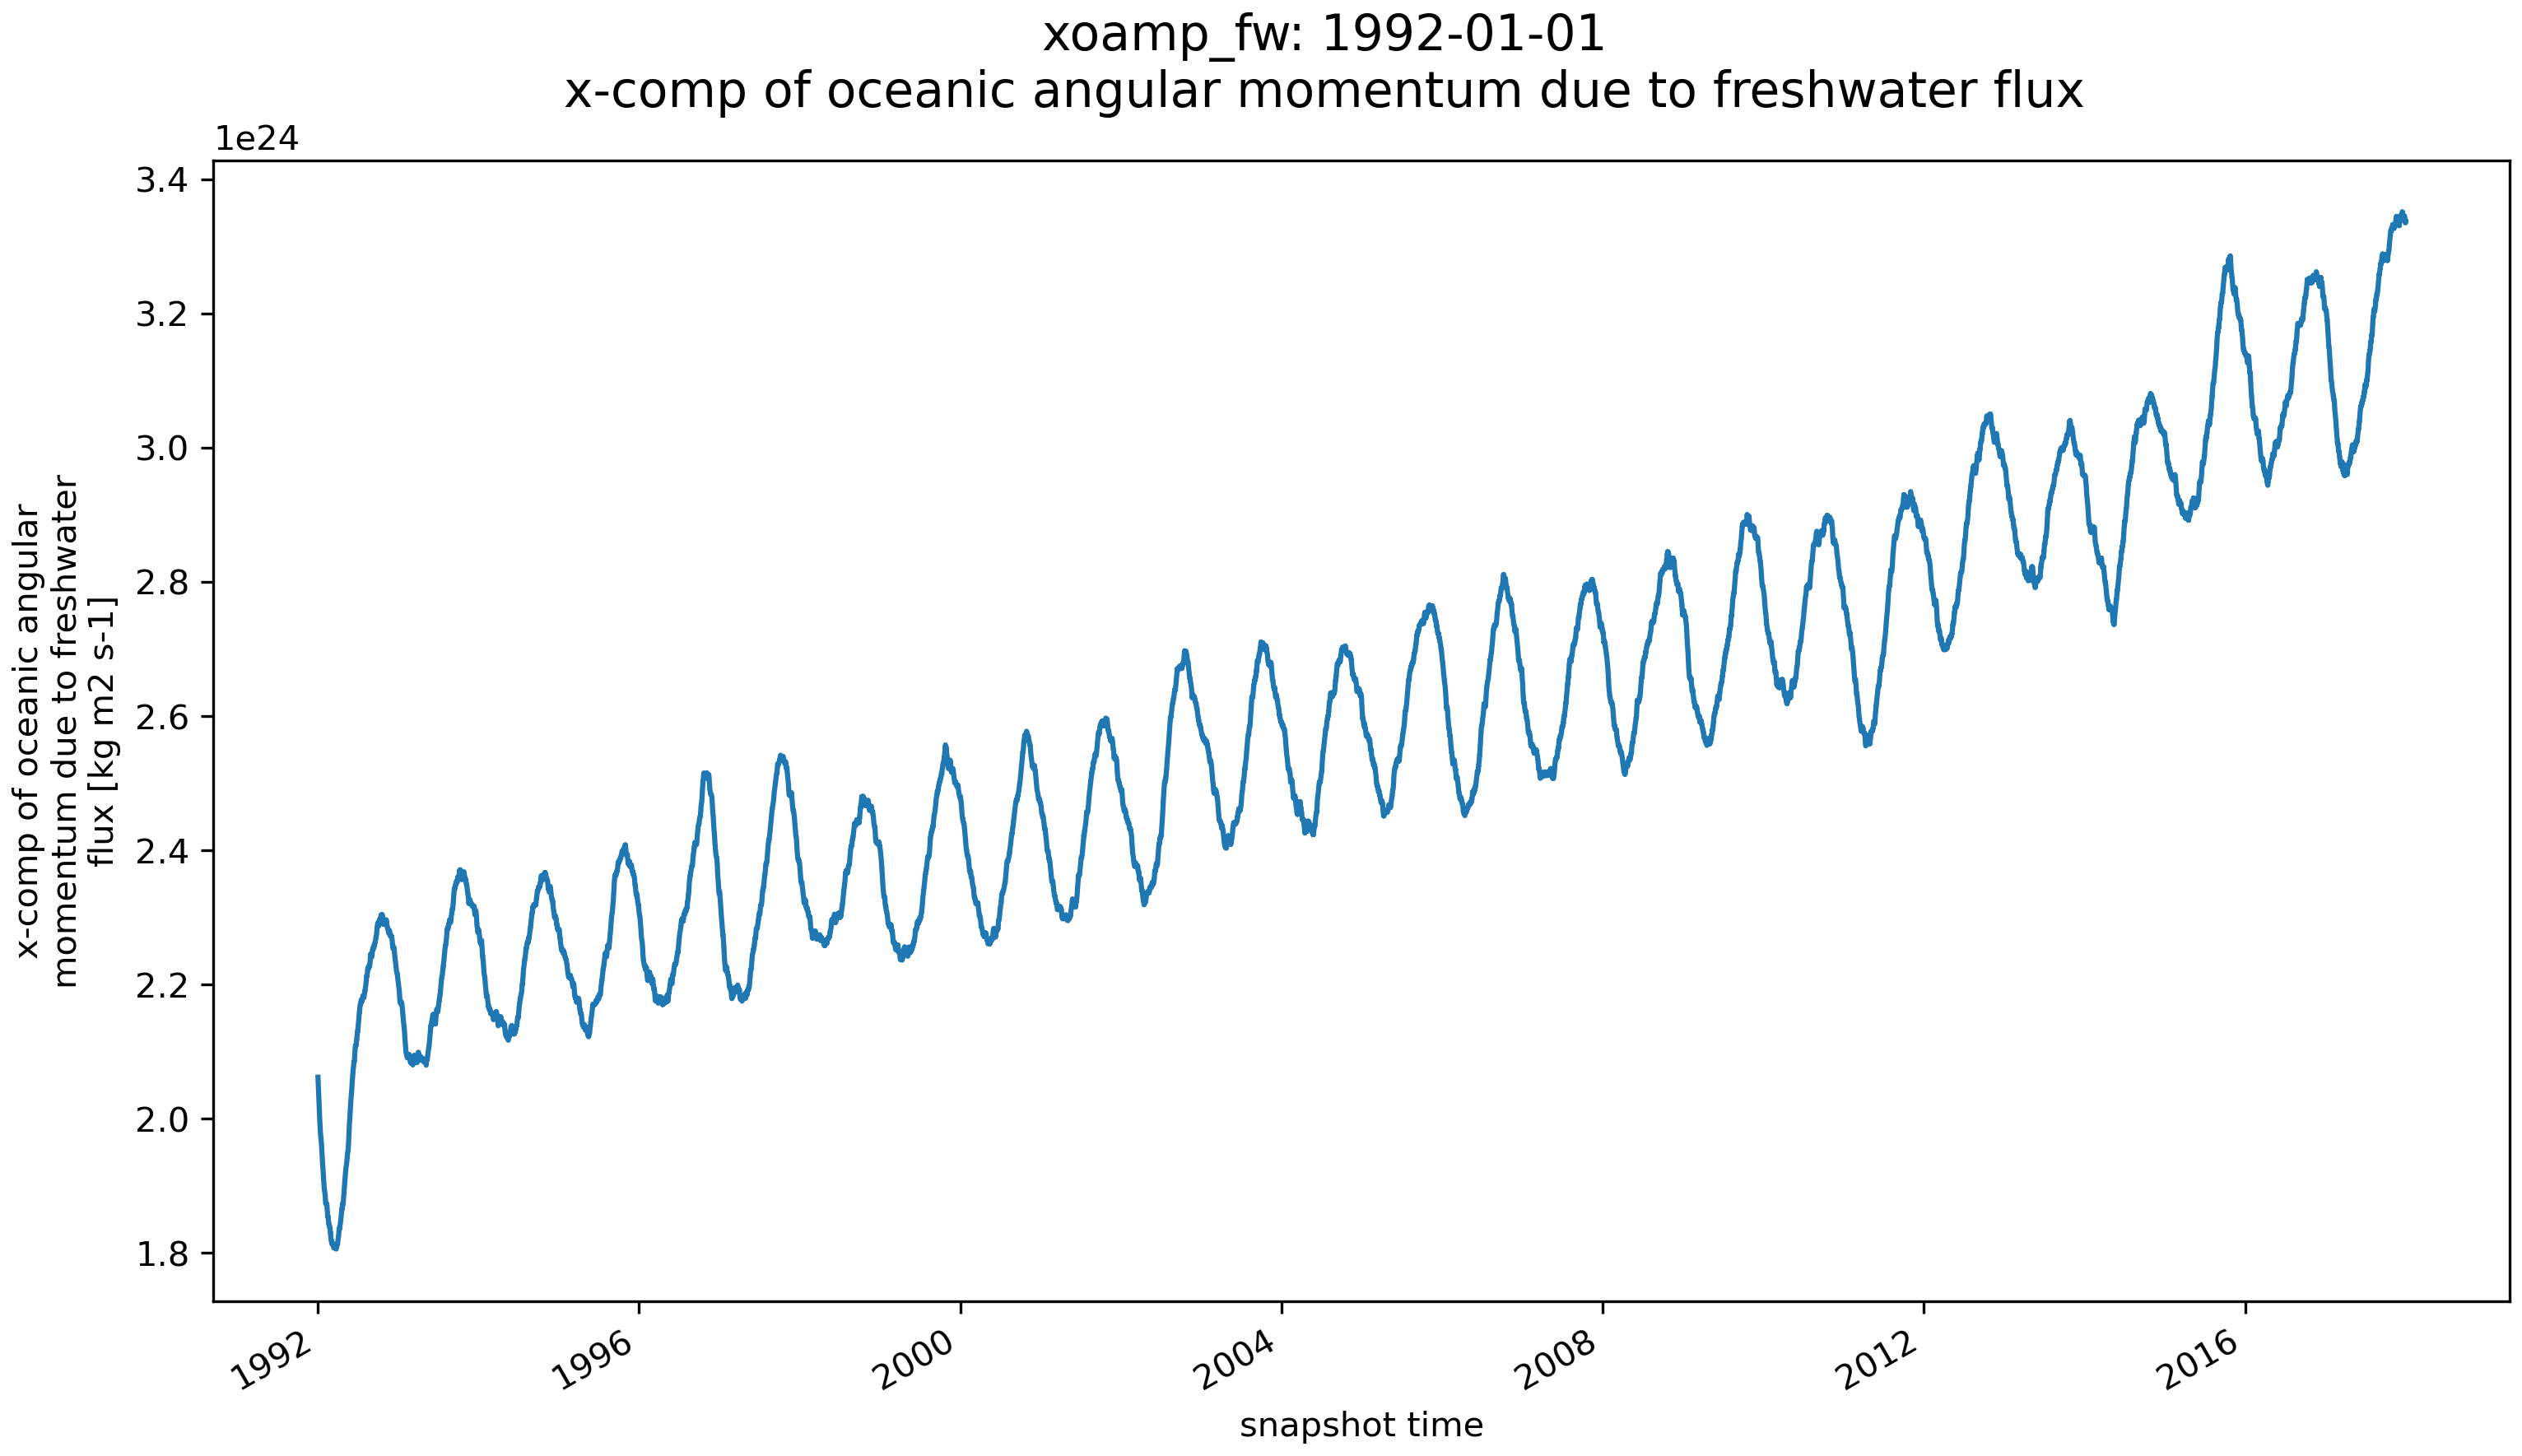 xoamp_fw: 1992-01-01
x-comp of oceanic angular momentum due to freshwater flux
1e24
3.4
3.2
3.0
2.8
2.6
2.4
2.2
2.0
1.8
x-comp of oceanic angular
momentum due to freshwater
flux [kg m2 s-1]
1992
1996
2000
2004
2008
2012
2016
snapshot time